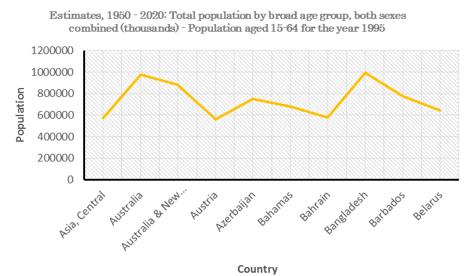 Estimates, 1950 - 2020: Total population by broad age group, both sexes
combined (thousands) - Population aged 15-64 for the year 1995
1200000
1000000
800000
600000
400000
200000
0
Population
Asia, Central
Australia
Australia & New...
Austria
Azerbaijan
Bahamas
Bahrain
Bangladesh
Barbados
Belarus
Country